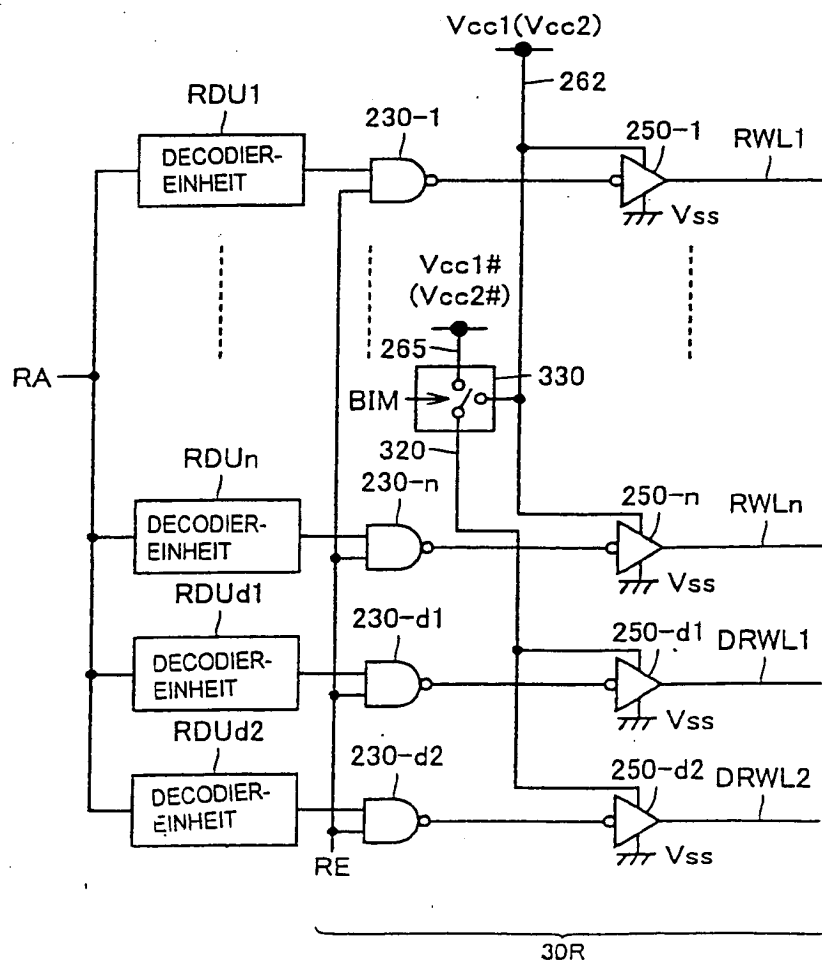 Vcc1(Vcc2)
262
RDU1
230-1
250-1
RWL1
DECODIER-
EINHEIT
Vss
Vcc1#
(Vcc2#)
265
330
RA
BIM
320
RDUn
230-n
250-n
RWLn
DECODIER-
EINHEIT
Vss
RDUd1
230-d1
250-d1
DRWL1
DECODIER-
EINHEIT
Vss
RDUd2
230-d2
250-d2
DRWL2
DECODIER-
EINHEIT
Vss
RE
30R